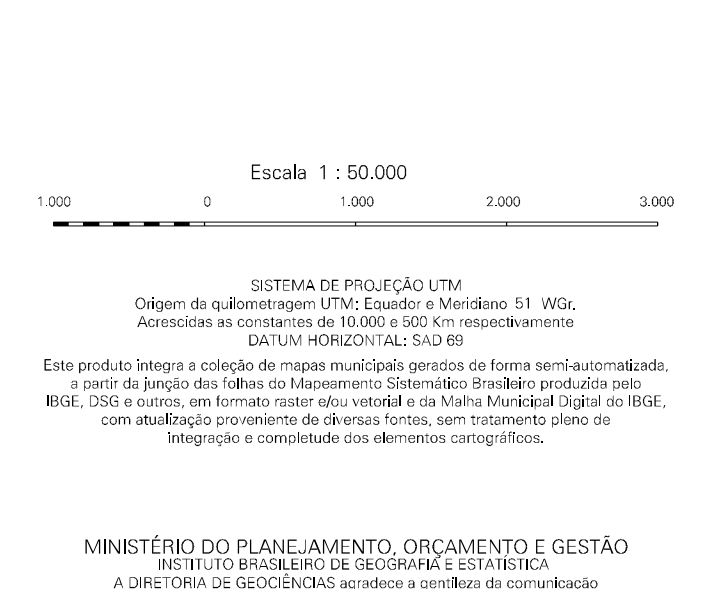 Escala 1 : 50.000
1.000 0 1.000 2.000 3.000
SISTEMA DE PROJEÇÃO UTM
Origem da quilometragem UTM: Equador e Meridiano 51 WGr.
Acrescidas as constantes de 10.000 e 500 Km respectivamente
DATUM HORIZONTAL: SAD 69
Este produto integra a coleção de mapas municipais gerados de forma semi-automatizada,
a partir da junção das folhas do Mapeamento Sistemático Brasileiro produzida pelo
IBGE, DSG e outros, em formato raster e/ou vetorial e da Malha Municipal Digital do IBGE,
com atualização proveniente de diversas fontes, sem tratamento pleno de
integração e completude dos elementos cartográficos.
MINISTÉRIO DO PLANEJAMENTO, ORÇAMENTO E GESTÃO
INSTITUTO BRASILEIRO DE GEOGRAFIA E ESTATÍSTICA
A DIRETORIA DE GEOCIÊNCIAS agradece a gentileza da comunicação